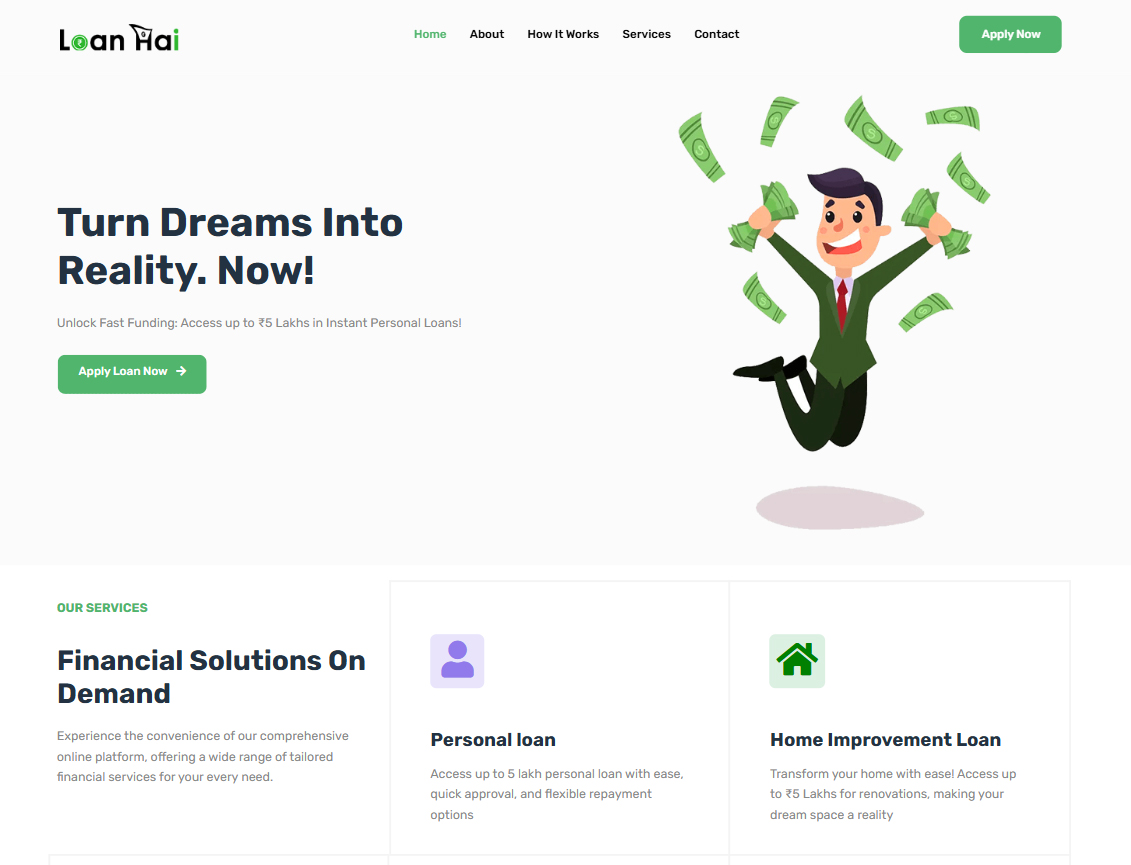 Loan Hai
Home About How It Works Services Contact
Apply Now
Turn Dreams Into
Reality. Now!
Unlock Fast Funding: Access up to ₹5 Lakhs in Instant Personal Loans!
Apply Loan Now
OUR SERVICES
Financial Solutions On
Demand
Experience the convenience of our comprehensive
online platform, offering a wide range of tailored
financial services for your every need.
Personal loan
Access up to 5 lakh personal loan with ease,
quick approval, and flexible repayment
options
Home Improvement Loan
Transform your home with ease! Access up
to ₹5 Lakhs for renovations, making your
dream space a reality